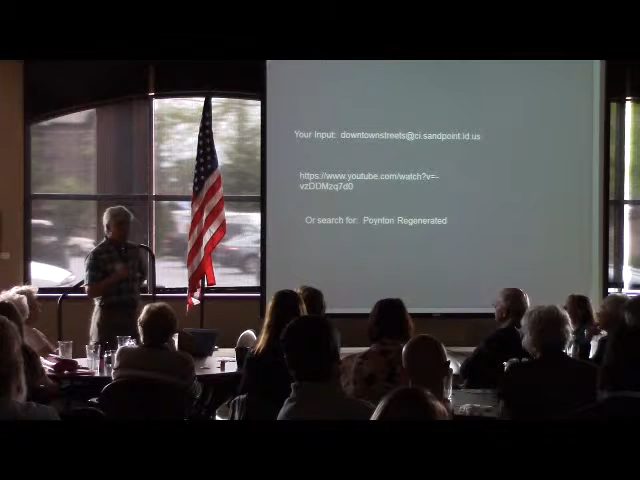 Your Input: downtownstreets@ci.sandpoint.id.us
https://www.youtube.com/watch?v=-
vzDDMzq7d0
Or search for: Poynton Regenerated